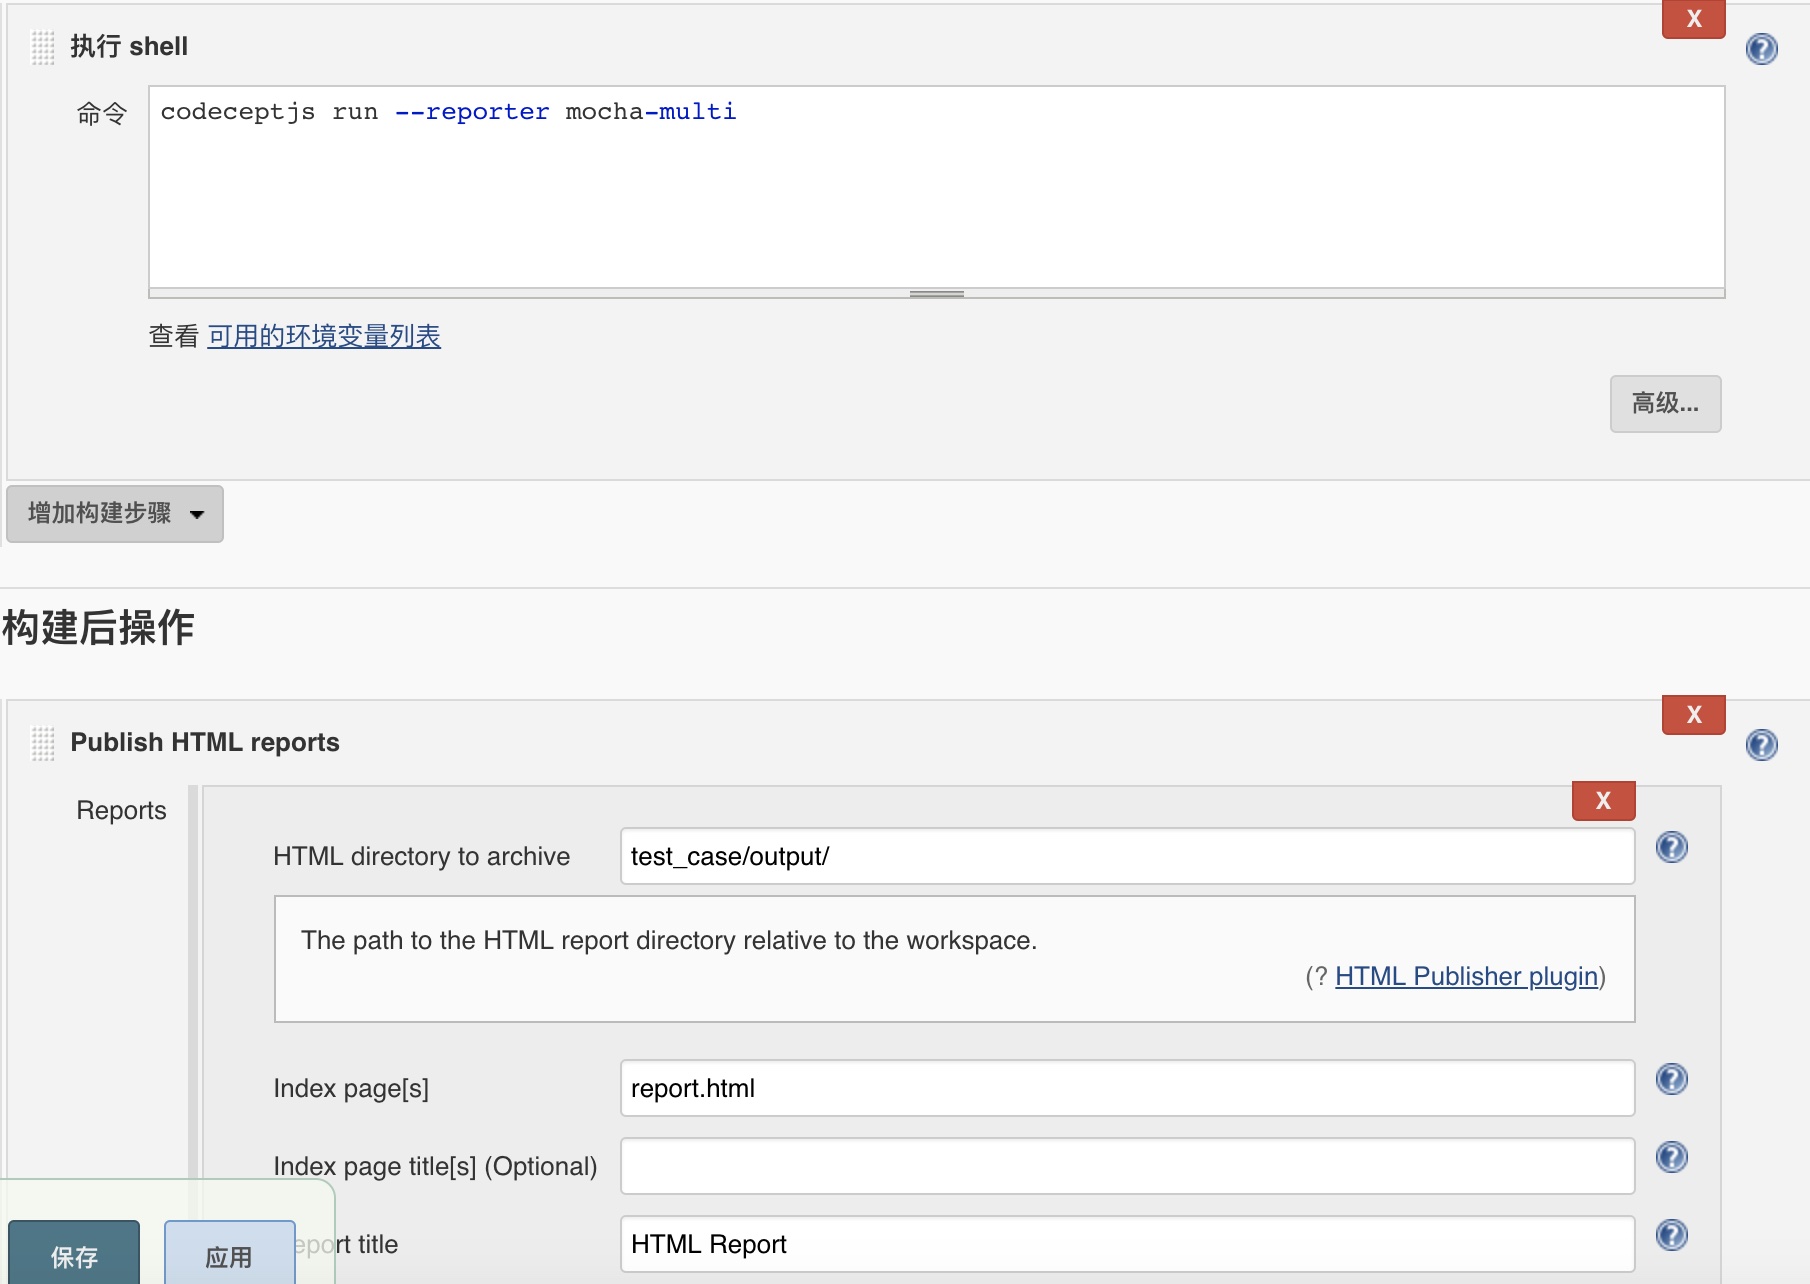 X
执行 shell
命令
codeceptjs run --reporter mocha-multi
查看 可用的环境变量列表
高级...
增加构建步骤
构建后操作
X
Publish HTML reports
X
Reports
HTML directory to archive test_case/output/
The path to the HTML report directory relative to the workspace.
(? HTML Publisher plugin)
Index page[s] report.html
Index page title[s] (Optional)
eport title HTML Report
保存 应用